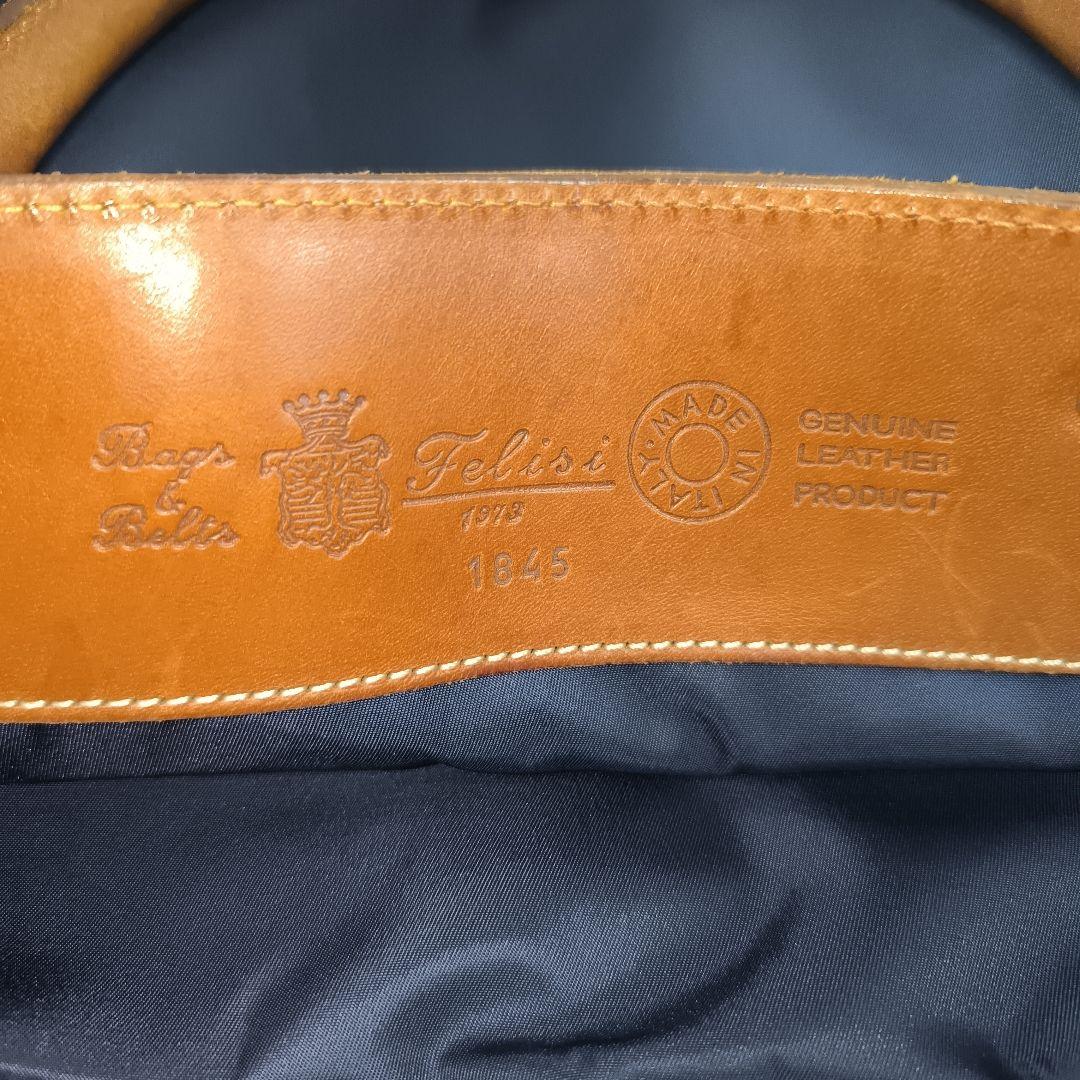 Bags
&
Belts
Felisi
1973
1845
MADE IN ITALY
GENUINE
LEATHER
PRODUCT